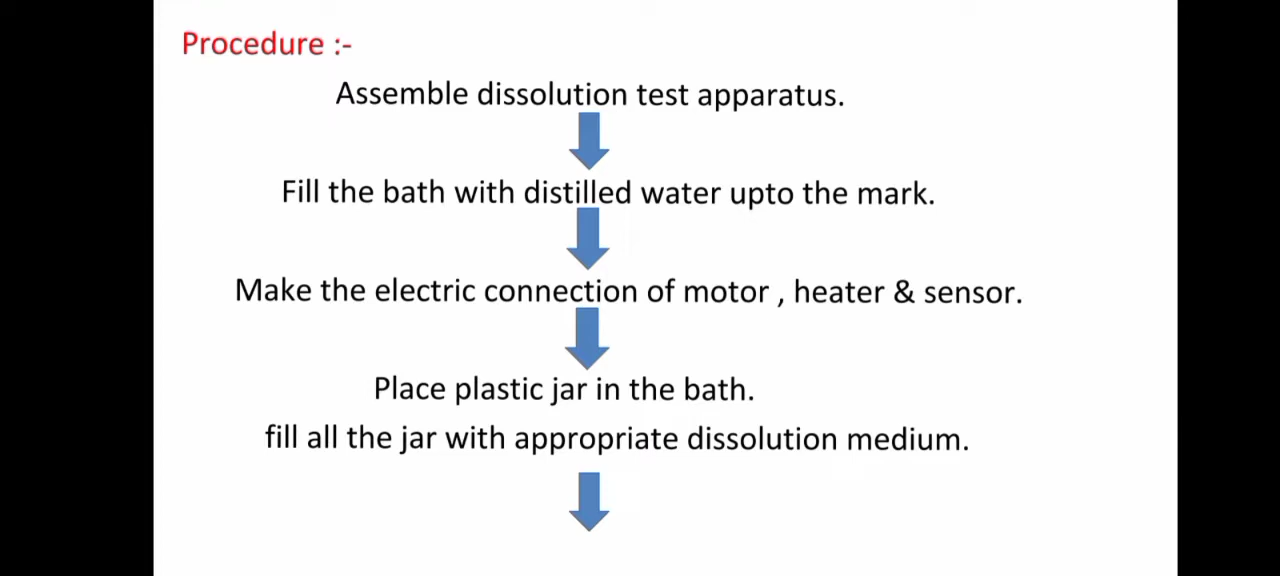 Procedure :-
Assemble dissolution test apparatus.
Fill the bath with distilled water upto the mark.
Make the electric connection of motor , heater & sensor.
Place plastic jar in the bath.
fill all the jar with appropriate dissolution medium.